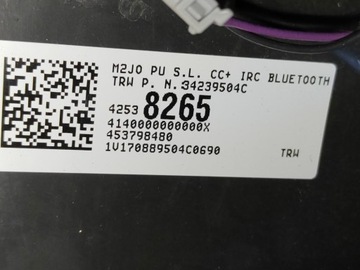 M2JO PU S.L. CC+ IRC BLUETOOTH
TRW P. N.:34239504C
4253 8265
4140000000000X
453798480
1V170889504C0690 TRW